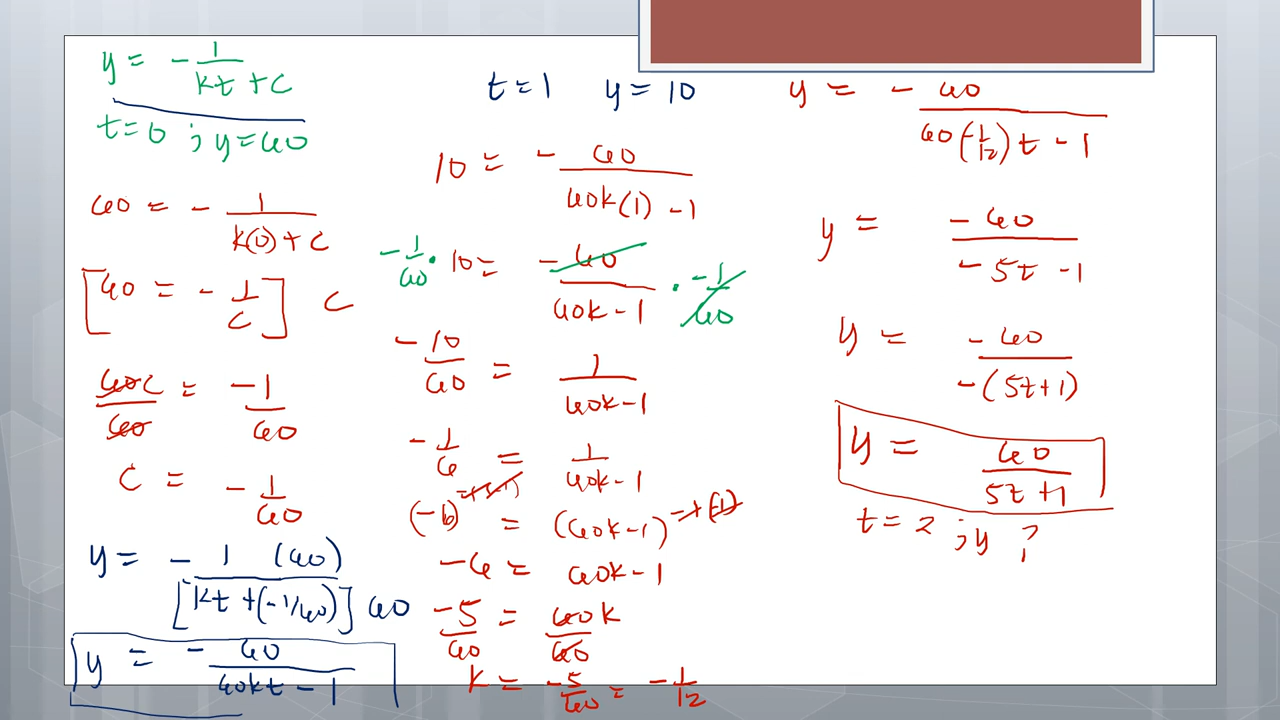 y = - 1/(kt + c)
t = 0 ; y = 60
60 = - 1/(k(0) + c)
[60 = - 1/c] c
60c/60 = -1/60
c = - 1/60
y = - 1 (60)/[kt + (-1/60)] 60
y = - 60/(60kt - 1)
t = 1 y = 10
10 = - 60/(60k(1) - 1)
-1/60 · 10 = - 60/(60k - 1) · -1/60
- 10/60 = 1/(60k - 1)
- 1/6 = 1/(60k - 1)
(-6) = (60k - 1)
-6 = 60k - 1
-5/60 = 60k/60
k = -5/60 = - 1/12
y = - 60/(60(-1/12)t - 1)
y = -60/(-5t - 1)
y = -60/(-(5t+1))
y = 60/(5t+1)
t = 2 ; y ?